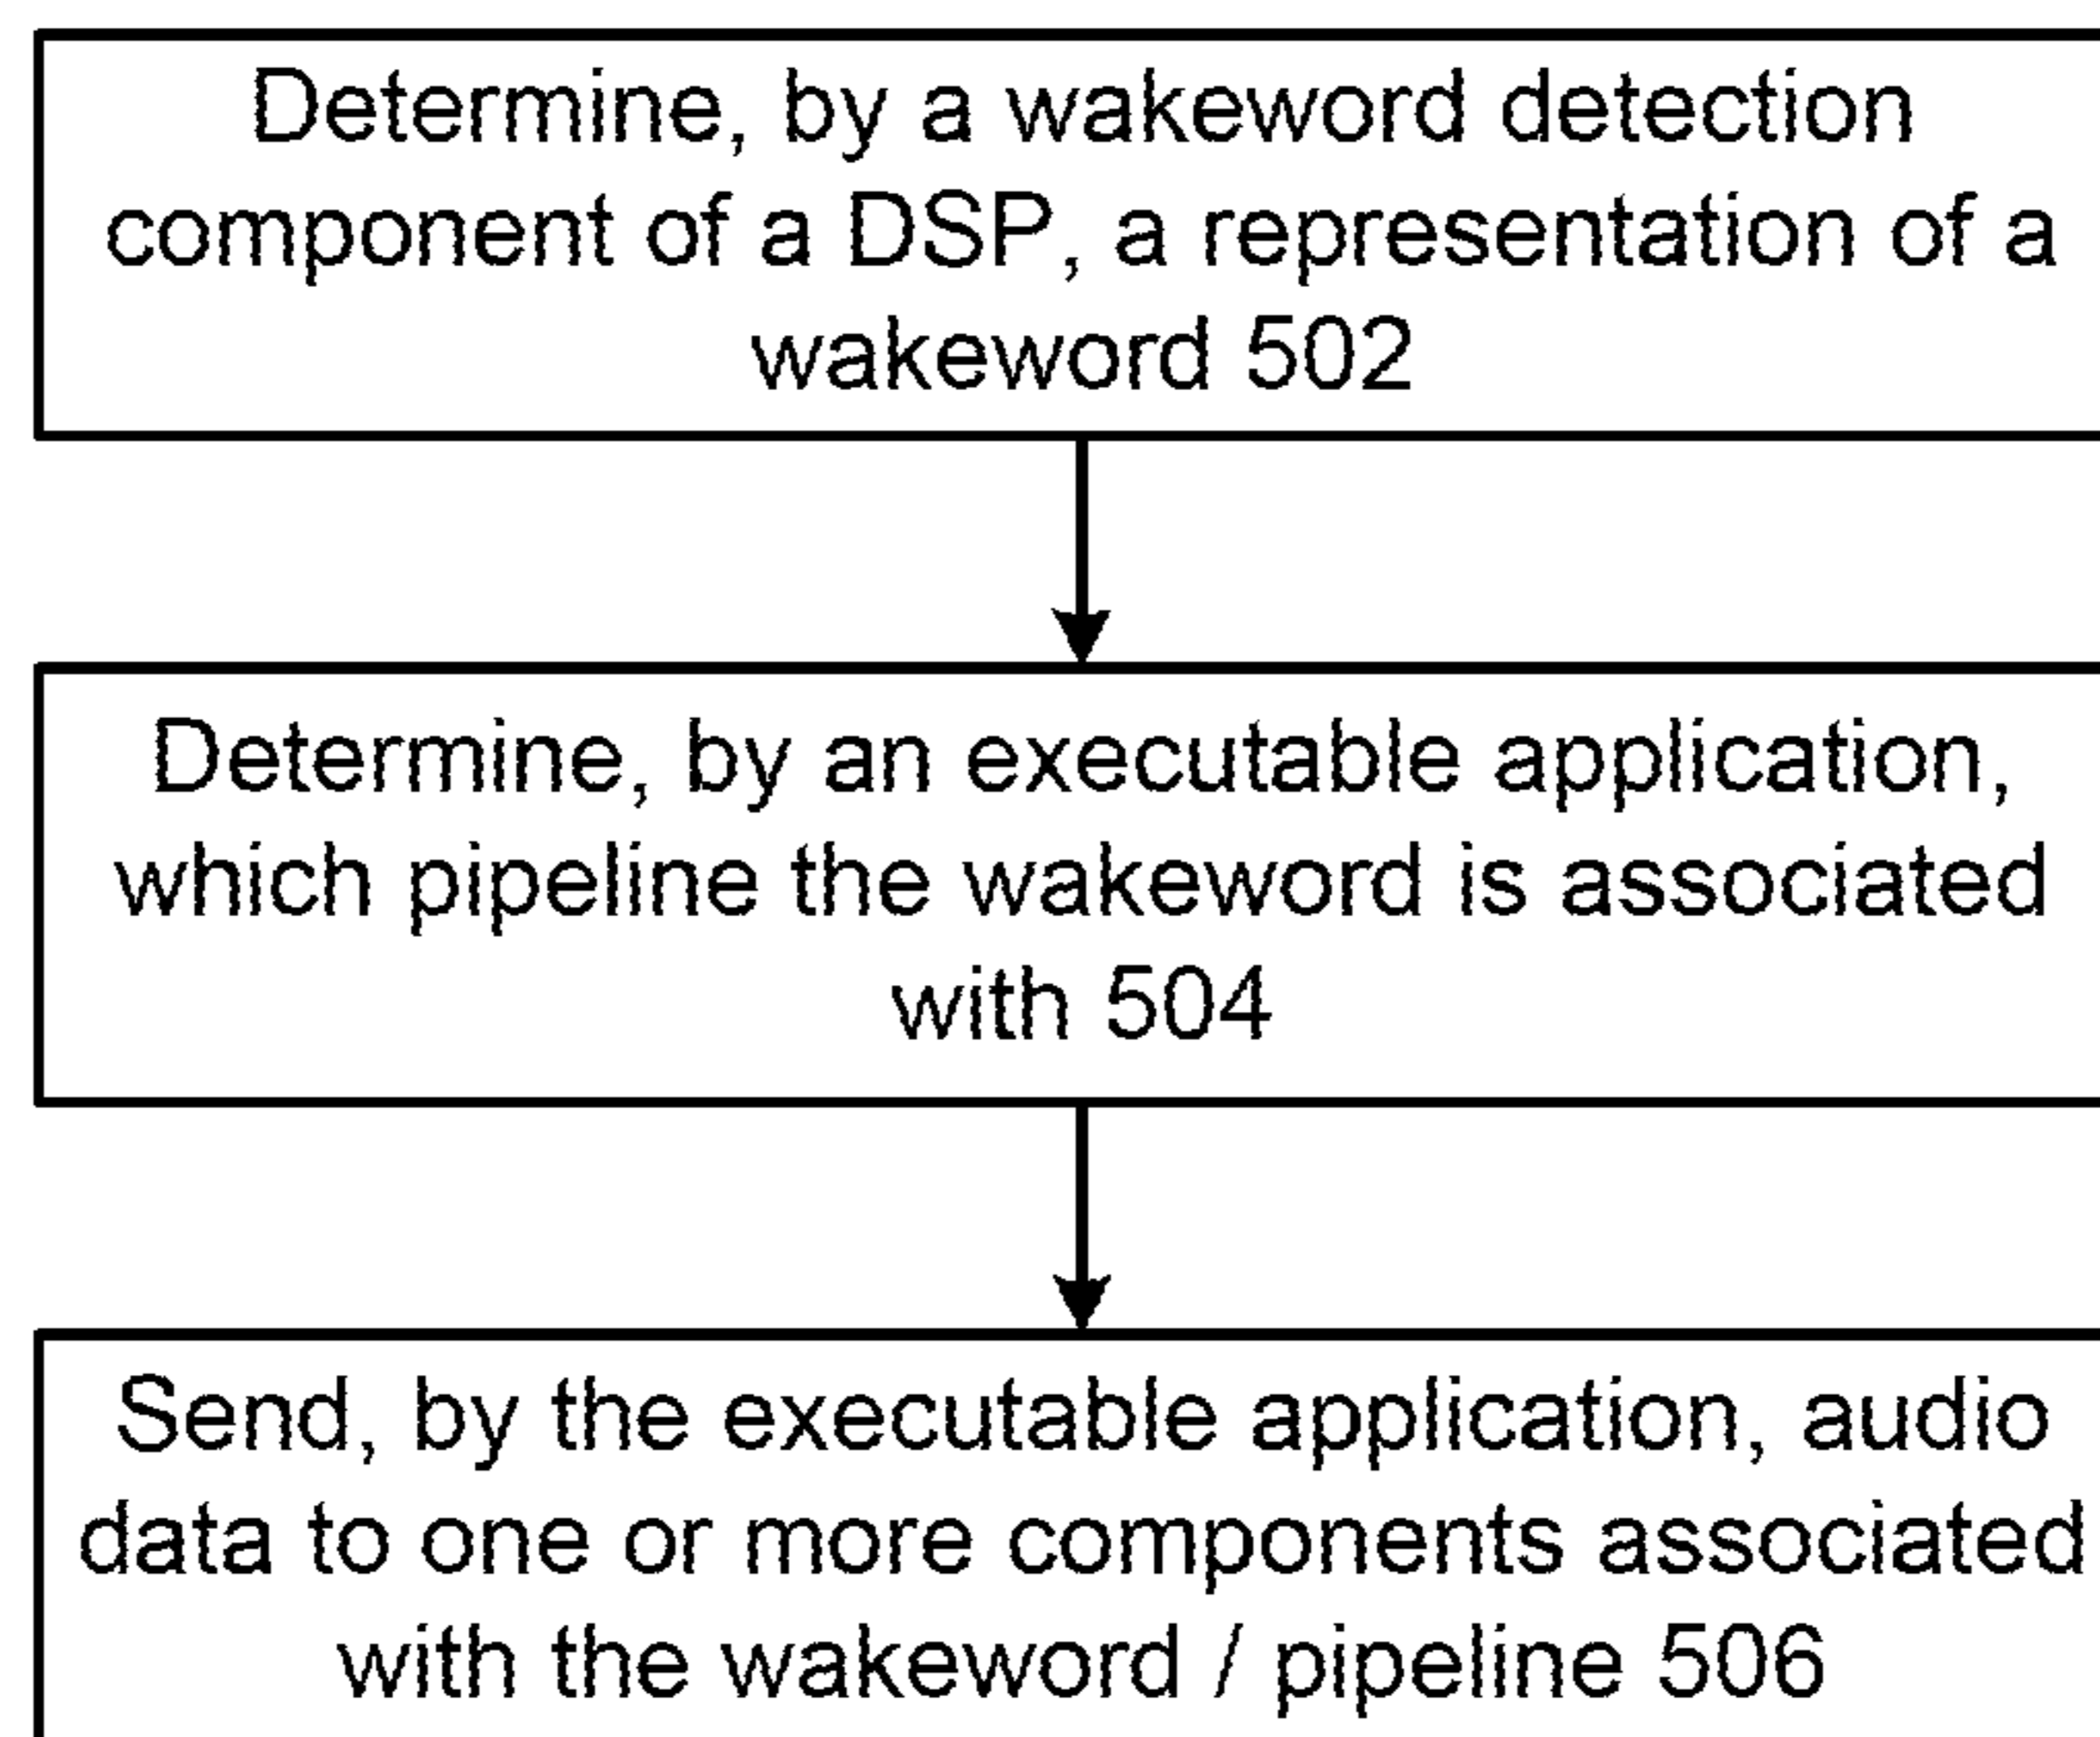 Determine, by a wakeword detection
component of a DSP, a representation of a
wakeword 502
Determine, by an executable application,
which pipeline the wakeword is associated
with 504
Send, by the executable application, audio
data to one or more components associated
with the wakeword / pipeline 506